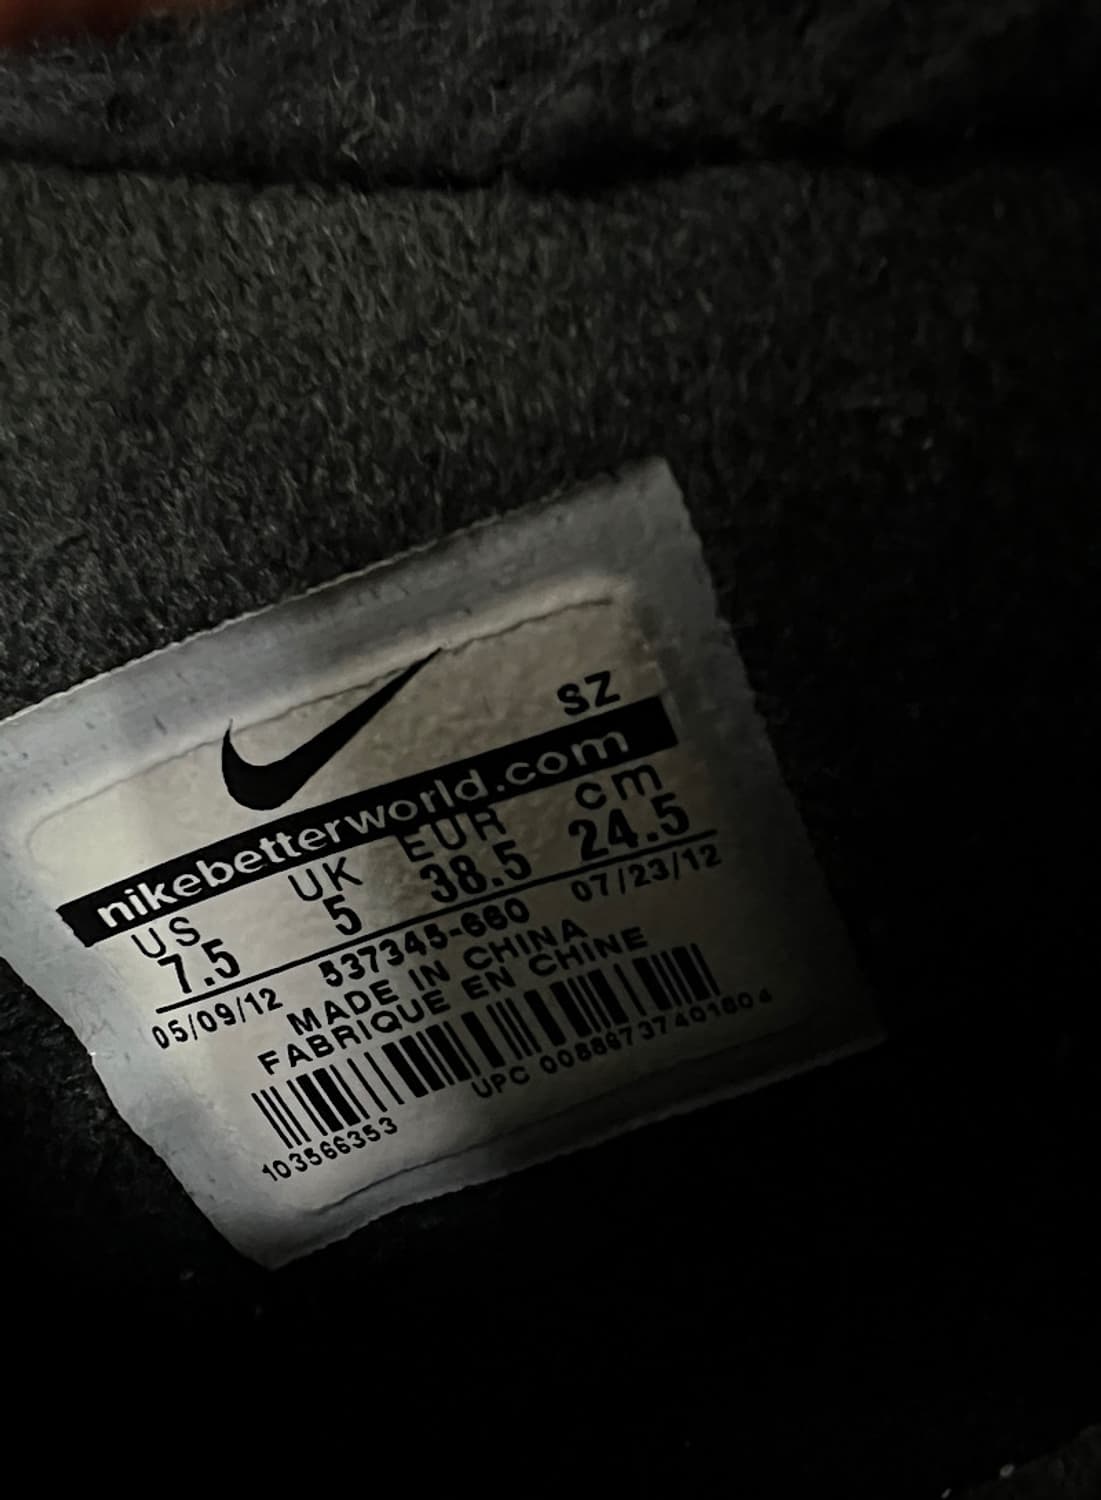 SZ
nikebetterworld.com
US UK EUR cm
7.5 5 38.5 24.5
05/09/12 537345-660 07/23/12
MADE IN CHINA
FABRIQUE EN CHINE
103566353 UPC